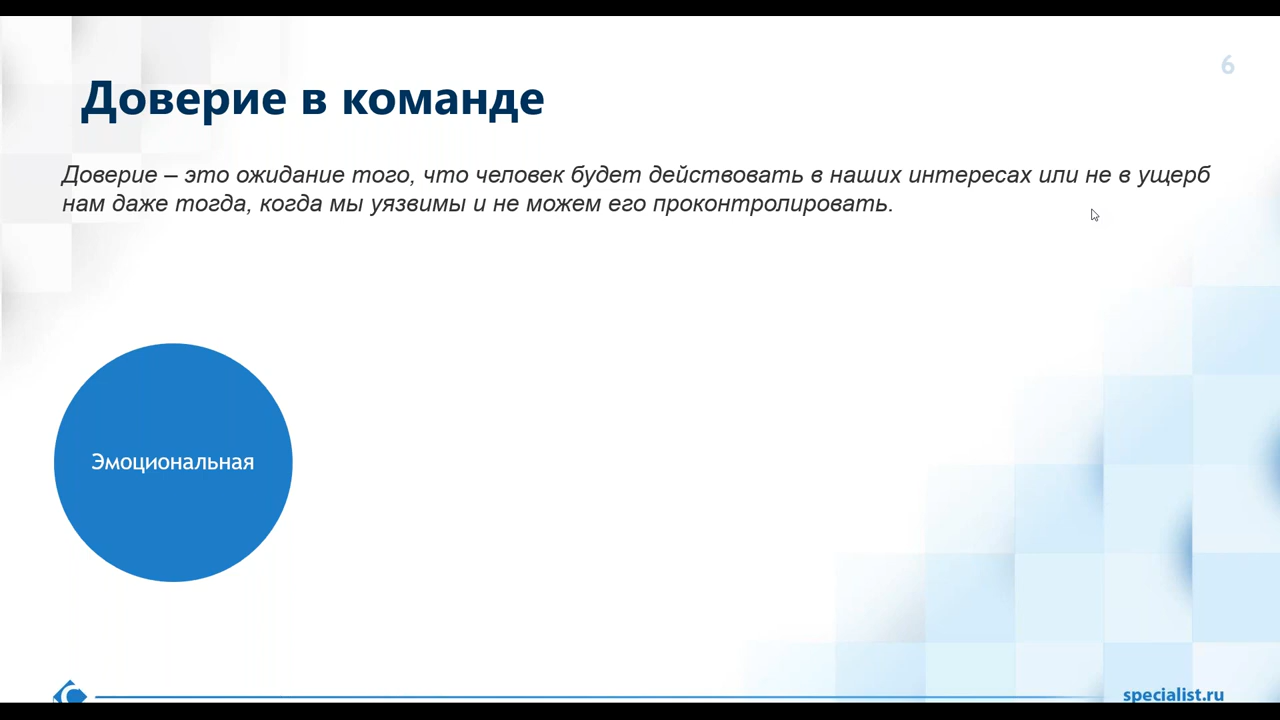 6
Доверие в команде
Доверие – это ожидание того, что человек будет действовать в наших интересах или не в ущерб
нам даже тогда, когда мы уязвимы и не можем его проконтролировать.
Эмоциональная
specialist.ru